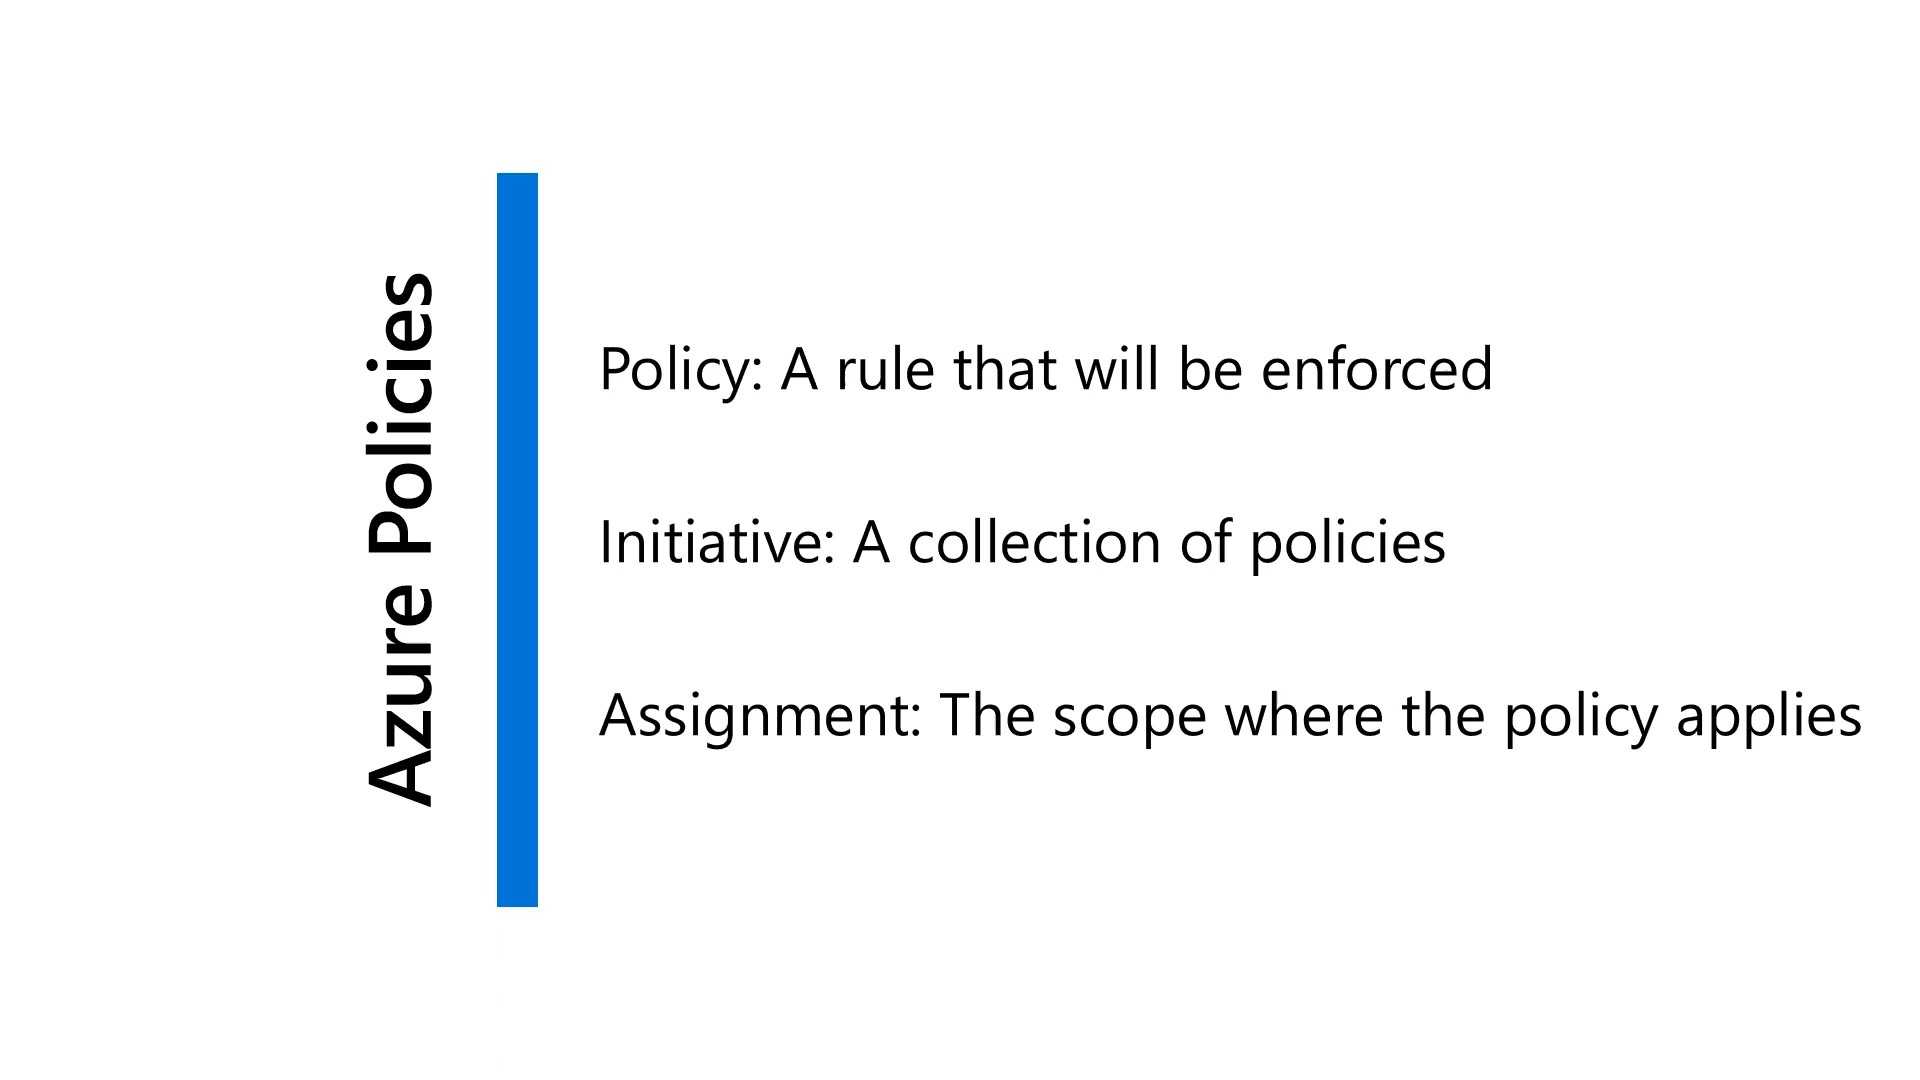 Azure Policies
Policy: A rule that will be enforced
Initiative: A collection of policies
Assignment: The scope where the policy applies